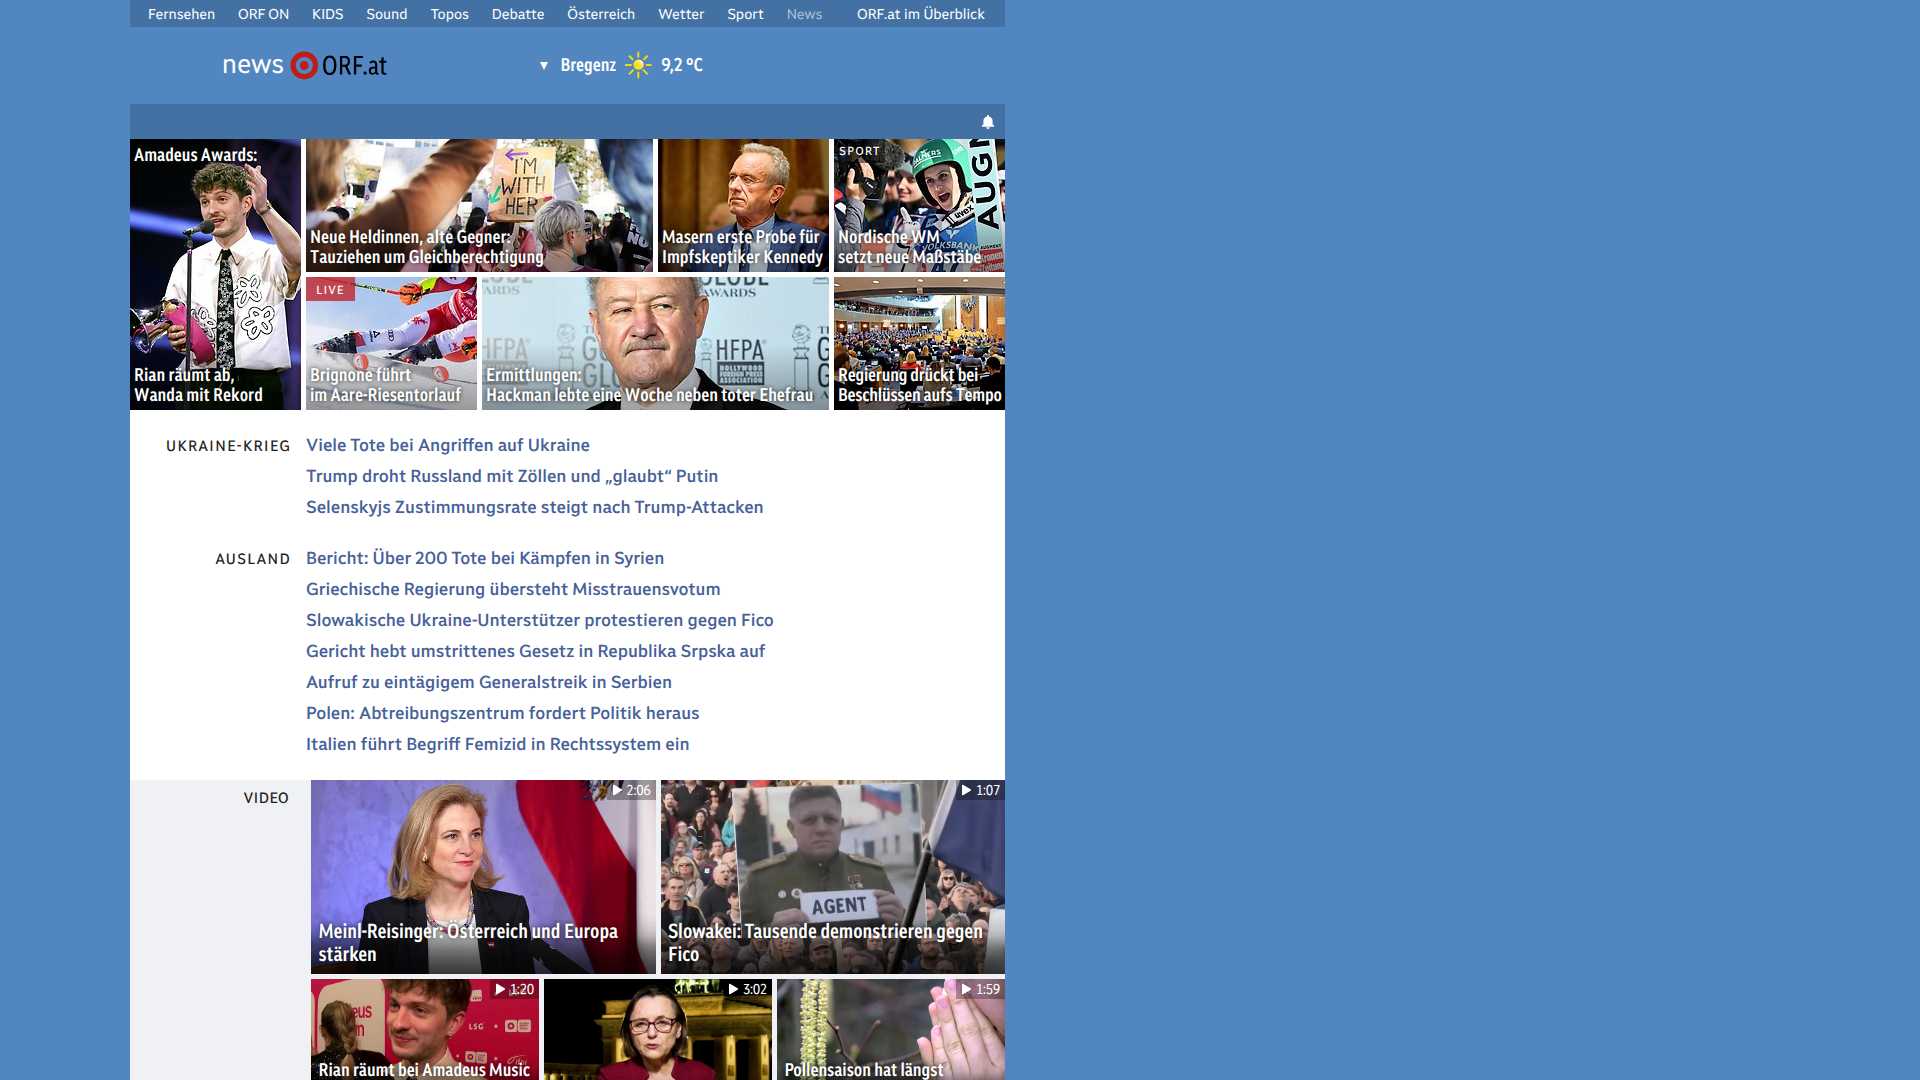 Fernsehen ORF ON KIDS Sound Topos Debatte Österreich Wetter Sport News ORF.at im Überblick
news ORF.at
▼ Bregenz 9,2 °C
Amadeus Awards:
Rian räumt ab,
Wanda mit Rekord
I'M
WITH
HER
Neue Heldinnen, alte Gegner:
Tauziehen um Gleichberechtigung
Masern erste Probe für
Impfskeptiker Kennedy
SPORT
Nordische WM
setzt neue Maßstäbe
LIVE
Brignone führt
im Aare-Riesentorlauf
HFPA
HOLLYWOOD
FOREIGN PRESS
ASSOCIATION
AWARDS
Ermittlungen:
Hackman lebte eine Woche neben toter Ehefrau
Regierung drückt bei
Beschlüssen aufs Tempo
UKRAINE-KRIEG
Viele Tote bei Angriffen auf Ukraine
Trump droht Russland mit Zöllen und „glaubt“ Putin
Selenskyjs Zustimmungsrate steigt nach Trump-Attacken
AUSLAND
Bericht: Über 200 Tote bei Kämpfen in Syrien
Griechische Regierung übersteht Misstrauensvotum
Slowakische Ukraine-Unterstützer protestieren gegen Fico
Gericht hebt umstrittenes Gesetz in Republika Srpska auf
Aufruf zu eintägigem Generalstreik in Serbien
Polen: Abtreibungszentrum fordert Politik heraus
Italien führt Begriff Femizid in Rechtssystem ein
VIDEO
2:06
Meinl-Reisinger: Österreich und Europa
stärken
1:07
AGENT
Slowakei: Tausende demonstrieren gegen
Fico
1:20
LSG
Rian räumt bei Amadeus Music
3:02
1:59
Pollensaison hat längst